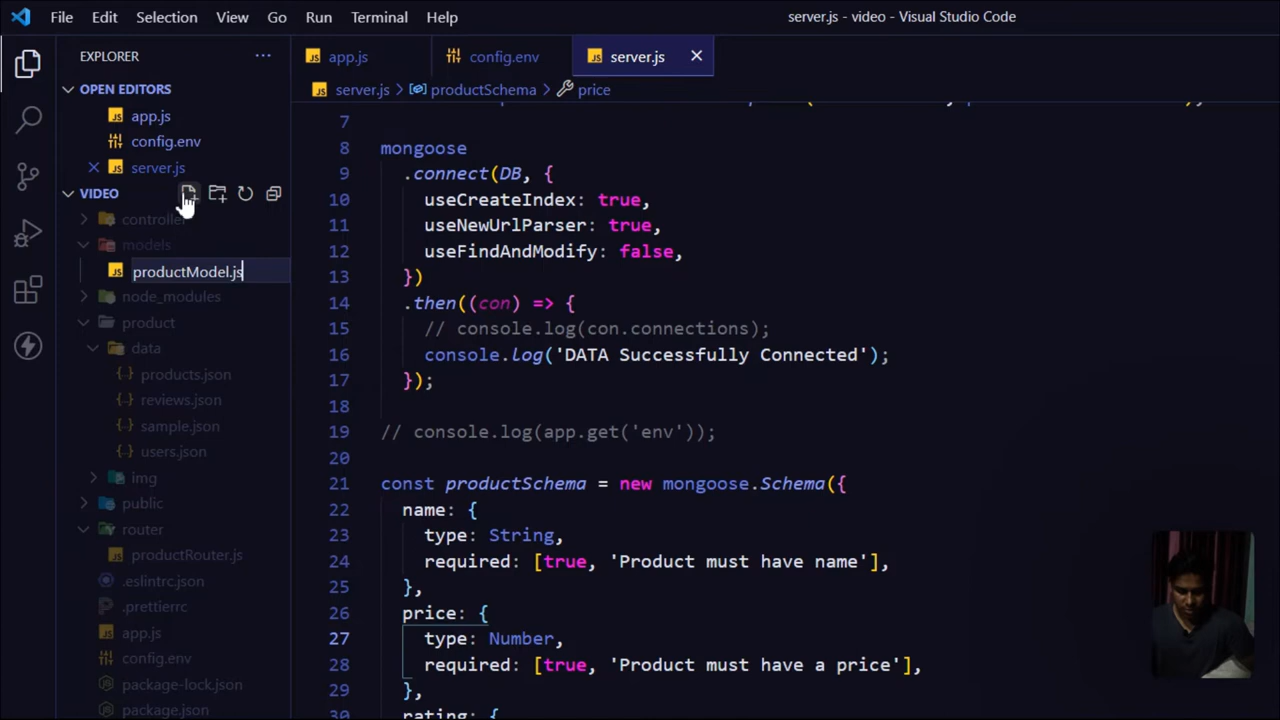 File Edit Selection View Go Run Terminal Help
server.js - video - Visual Studio Code
EXPLORER
OPEN EDITORS
app.js
config.env
server.js
VIDEO
controller
models
productModel.js
node_modules
product
data
products.json
reviews.json
sample.json
users.json
img
public
router
productRouter.js
.eslintrc.json
.prettierrc
app.js
config.env
package-lock.json
package.json
app.js config.env server.js
server.js > productSchema > price
7
8 mongoose
9 .connect(DB, {
10 useCreateIndex: true,
11 useNewUrlParser: true,
12 useFindAndModify: false,
13 })
14 .then((con) => {
15 // console.log(con.connections);
16 console.log('DATA Successfully Connected');
17 });
18
19 // console.log(app.get('env'));
20
21 const productSchema = new mongoose.Schema({
22 name: {
23 type: String,
24 required: [true, 'Product must have name'],
25 },
26 price: {
27 type: Number,
28 required: [true, 'Product must have a price'],
29 },
30 rating: {